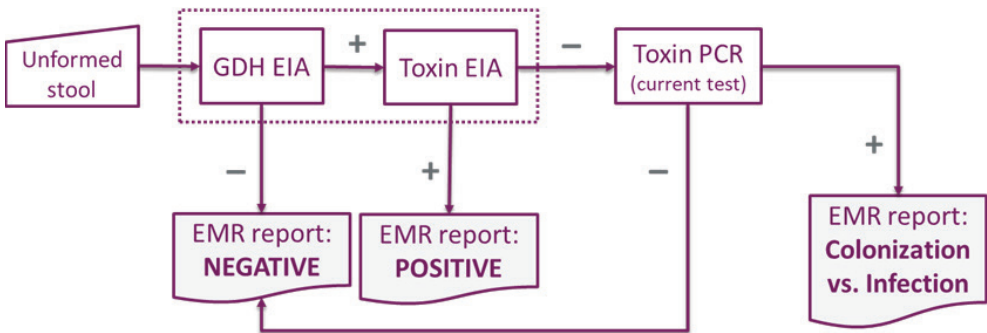 Unformed
stool
GDH EIA
+
Toxin EIA
−
Toxin PCR
(current test)
−
+
−
+
EMR report:
NEGATIVE
EMR report:
POSITIVE
EMR report:
Colonization
vs. Infection